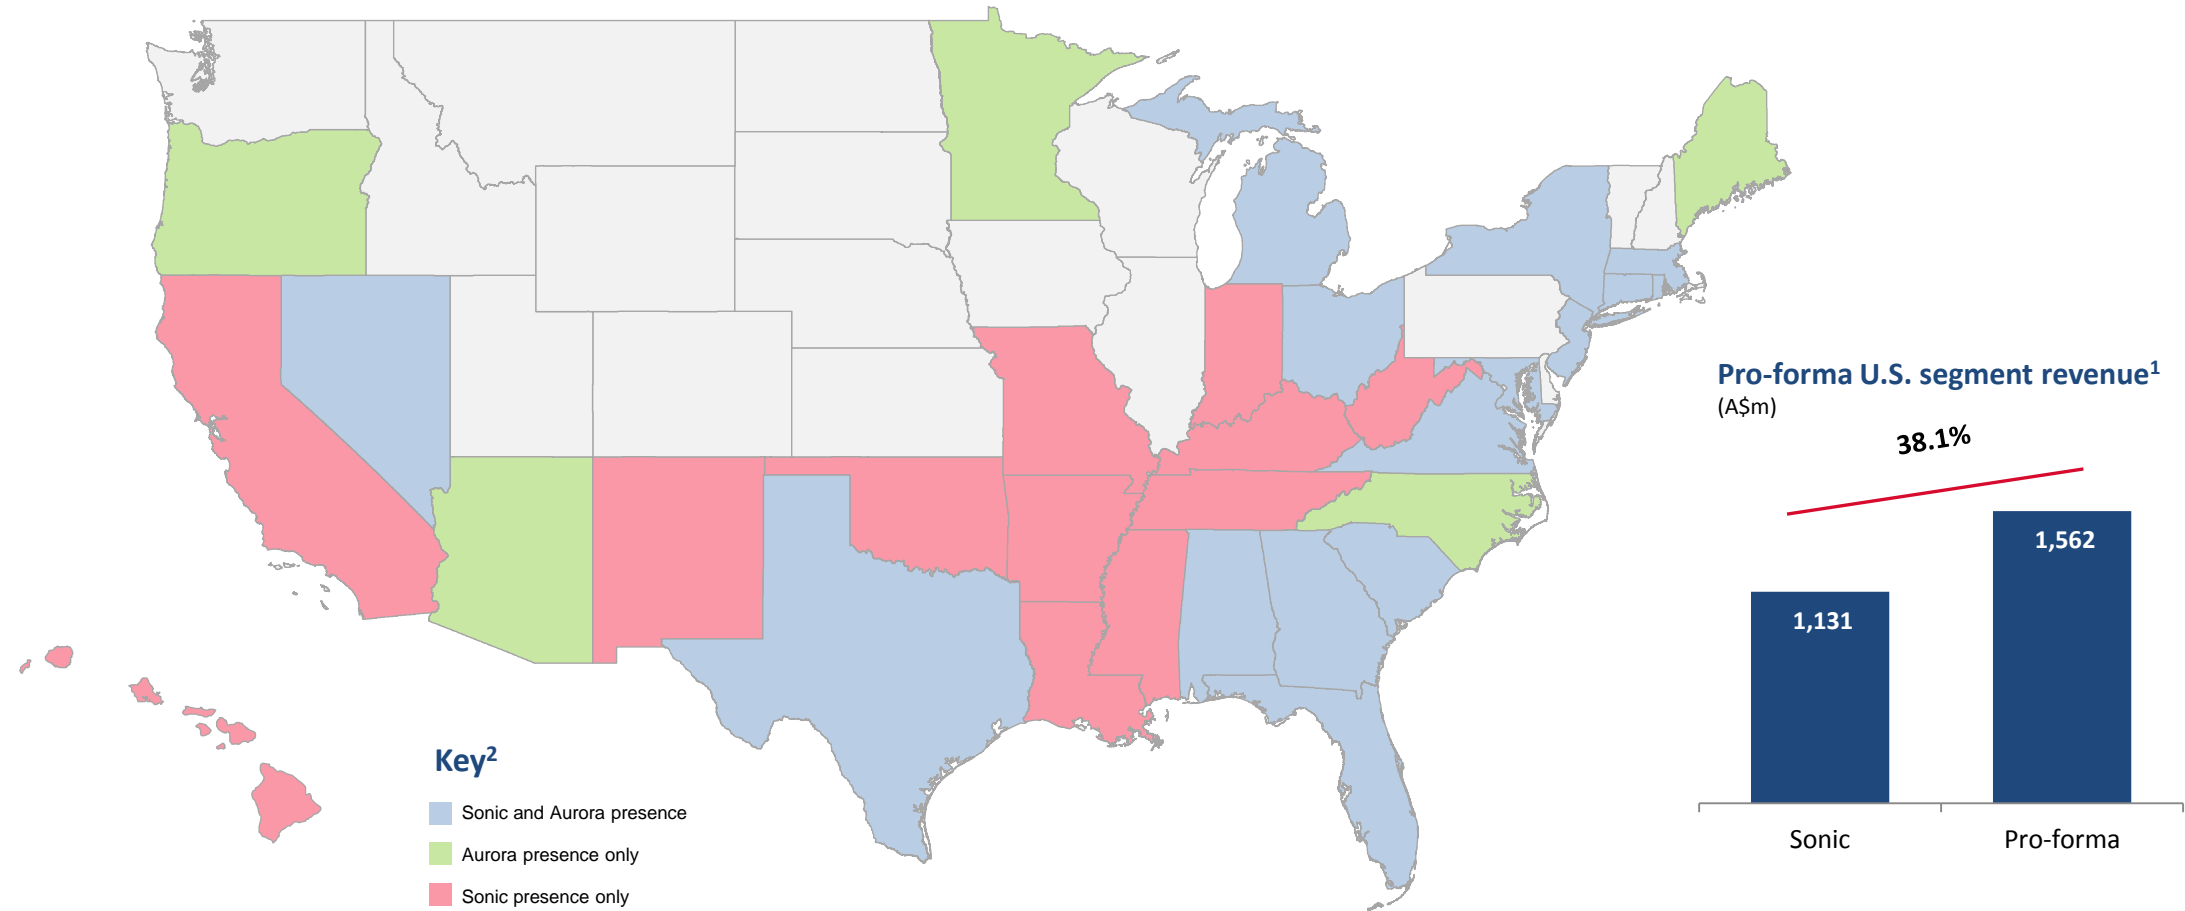 Pro-forma U.S. segment revenue1
(A$m)
38.1%
1,562
1,131
Sonic
Pro-forma
Key2
Sonic and Aurora presence
Aurora presence only
Sonic presence only